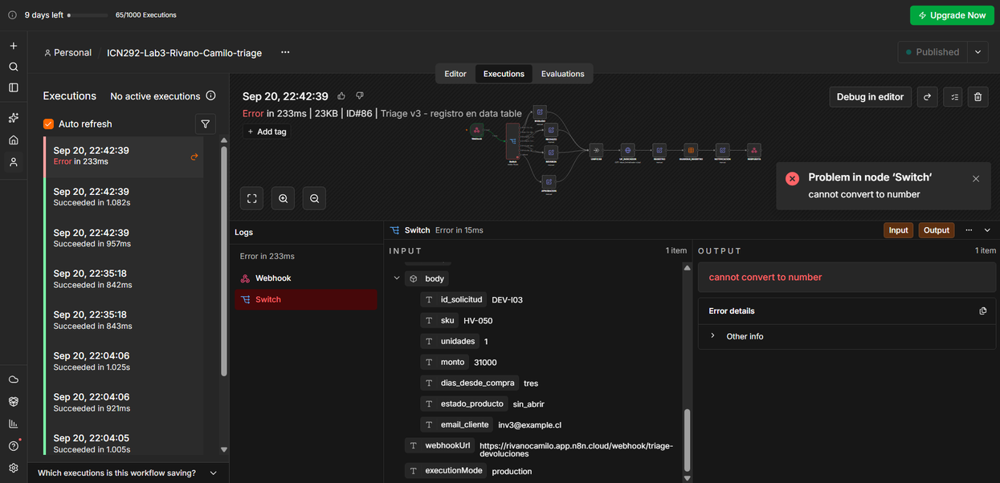 9 days left
65/1000 Executions
Upgrade Now
Personal / ICN292-Lab3-Rivano-Camilo-triage ...
Published
Editor Executions Evaluations
Executions No active executions
Auto refresh
Sep 20, 22:42:39
Error in 233ms
Sep 20, 22:42:39
Succeeded in 1.082s
Sep 20, 22:42:39
Succeeded in 957ms
Sep 20, 22:35:18
Succeeded in 842ms
Sep 20, 22:35:18
Succeeded in 843ms
Sep 20, 22:04:06
Succeeded in 1.025s
Sep 20, 22:04:06
Succeeded in 921ms
Sep 20, 22:04:05
Succeeded in 1.005s
Which executions is this workflow saving?
Sep 20, 22:42:39
Error in 233ms | 23KB | ID#86 | Triage v3 - registro en data table
+ Add tag
Debug in editor
Webhook
Switch
Problem in node ‘Switch‘
cannot convert to number
Logs
Error in 233ms
Webhook
Switch
Switch Error in 15ms
Input Output ...
INPUT 1 item
body
T id_solicitud DEV-I03
T sku HV-050
T unidades 1
T monto 31000
T dias_desde_compra tres
T estado_producto sin_abrir
T email_cliente inv3@example.cl
T webhookUrl https://rivanocamilo.app.n8n.cloud/webhook/triage-
devoluciones
T executionMode production
OUTPUT 1 item
cannot convert to number
Error details
Other info